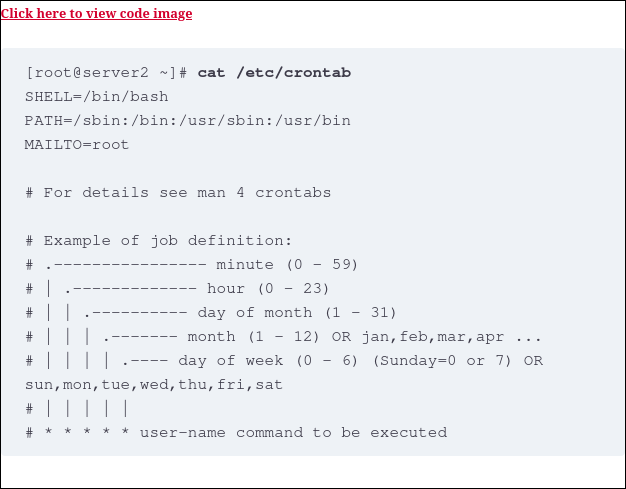 Click here to view code image
[root@server2 ~]# cat /etc/crontab
SHELL=/bin/bash
PATH=/sbin:/bin:/usr/sbin:/usr/bin
MAILTO=root
# For details see man 4 crontabs
# Example of job definition:
# .---------------- minute (0 - 59)
# | .------------- hour (0 - 23)
# | | .---------- day of month (1 - 31)
# | | | .------- month (1 - 12) OR jan,feb,mar,apr ...
# | | | | .---- day of week (0 - 6) (Sunday=0 or 7) OR
sun,mon,tue,wed,thu,fri,sat
# | | | | |
# * * * * * user-name command to be executed